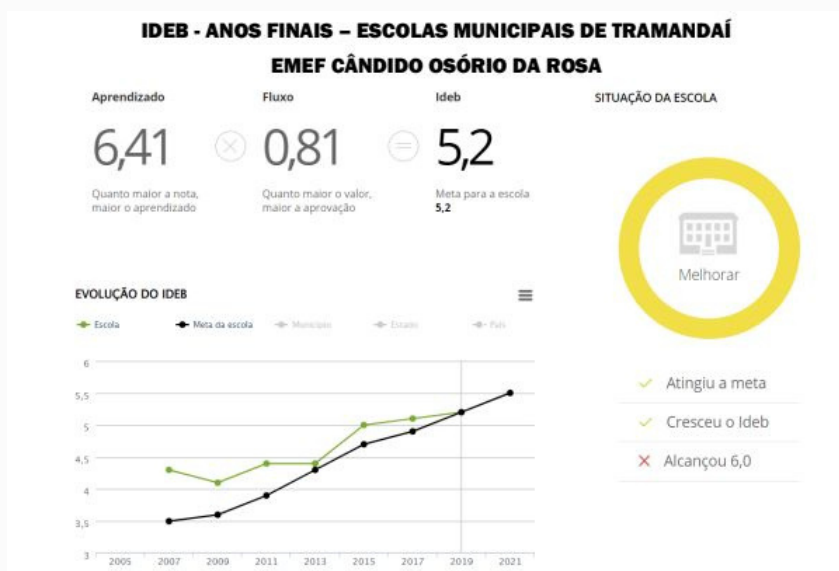 IDEB - ANOS FINAIS – ESCOLAS MUNICIPAIS DE TRAMANDAÍ
EMEF CÂNDIDO OSÓRIO DA ROSA
Aprendizado
6,41
Quanto maior a nota,
maior o aprendizado
Fluxo
0,81
Quanto maior o valor,
maior a aprovação
Ideb
5,2
Meta para a escola
5,2
SITUAÇÃO DA ESCOLA
Melhorar
Atingiu a meta
Cresceu o Ideb
Alcançou 6,0
EVOLUÇÃO DO IDEB
Escola Meta da escola Município Estado País
6
5,5
5
4,5
4
3,5
3
2005 2007 2009 2011 2013 2015 2017 2019 2021